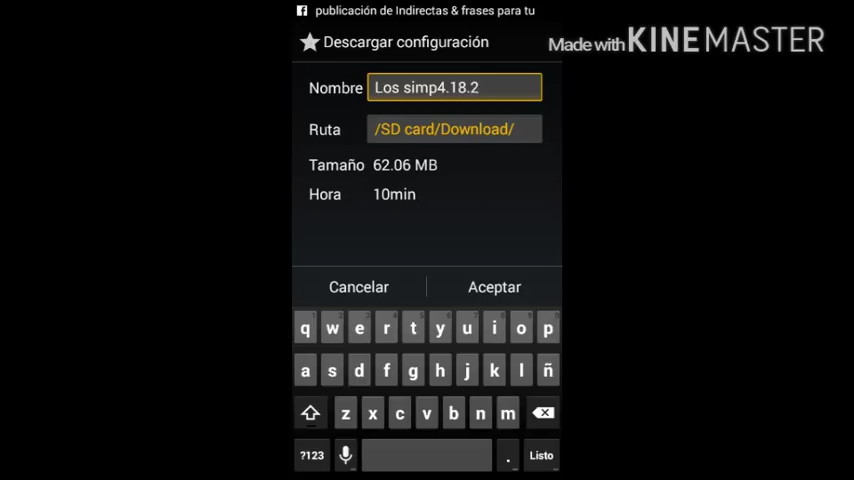 publicación de Indirectas & frases para tu
Descargar configuración
Made with KINEMASTER
Nombre Los simp4.18.2
Ruta /SD card/Download/
Tamaño 62.06 MB
Hora 10min
Cancelar Aceptar
q w e r t y u i o p
a s d f g h j k l ñ
z x c v b n m
?123 . Listo